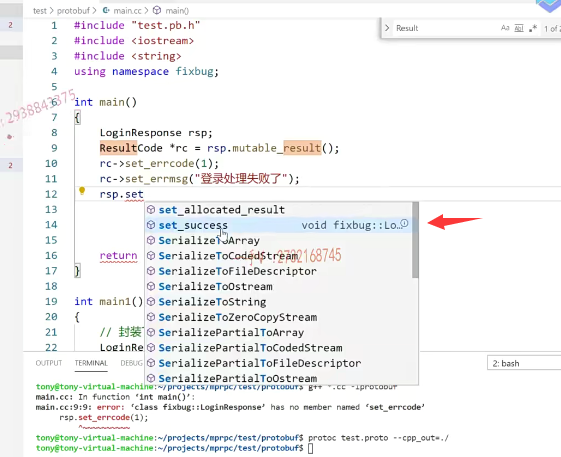 test > protobuf > main.cc > main()
Result
Aa
1 of 2
2
1 #include "test.pb.h"
2 #include <iostream>
3 #include <string>
4 using namespace fixbug;
5
6 int main()
7 {
8 LoginResponse rsp;
9 ResultCode *rc = rsp.mutable_result();
10 rc->set_errcode(1);
11 rc->set_errmsg("登录处理失败了");
12 rsp.set
13 set_allocated_result
14 set_success void fixbug::Lo...
15 SerializeToArray
16 return SerializeToCodedStream
17 } SerializeToFileDescriptor
18 SerializeToOstream
19 int main1() SerializeToString
20 { SerializeToZeroCopyStream
21 // 封装 SerializePartialToArray
22 LoginRe SerializePartialToCodedStream
SerializePartialToFileDescriptor
SerializePartialToOstream
2
:2938843375
:2702168745
OUTPUT TERMINAL DEBUG 2: bash
tony@tony-virtual-machine:~/projects/mprpc/test/protobuf$ g++ *.cc -lprotobuf
main.cc: In function ‘int main()’:
main.cc:9:9: error: ‘class fixbug::LoginResponse’ has no member named ‘set_errcode’
rsp.set_errcode(1);
^~~~~~~~~~~
tony@tony-virtual-machine:~/projects/mprpc/test/protobuf$ protoc test.proto --cpp_out=./
tony@tony-virtual-machine:~/projects/mprpc/test/protobuf$